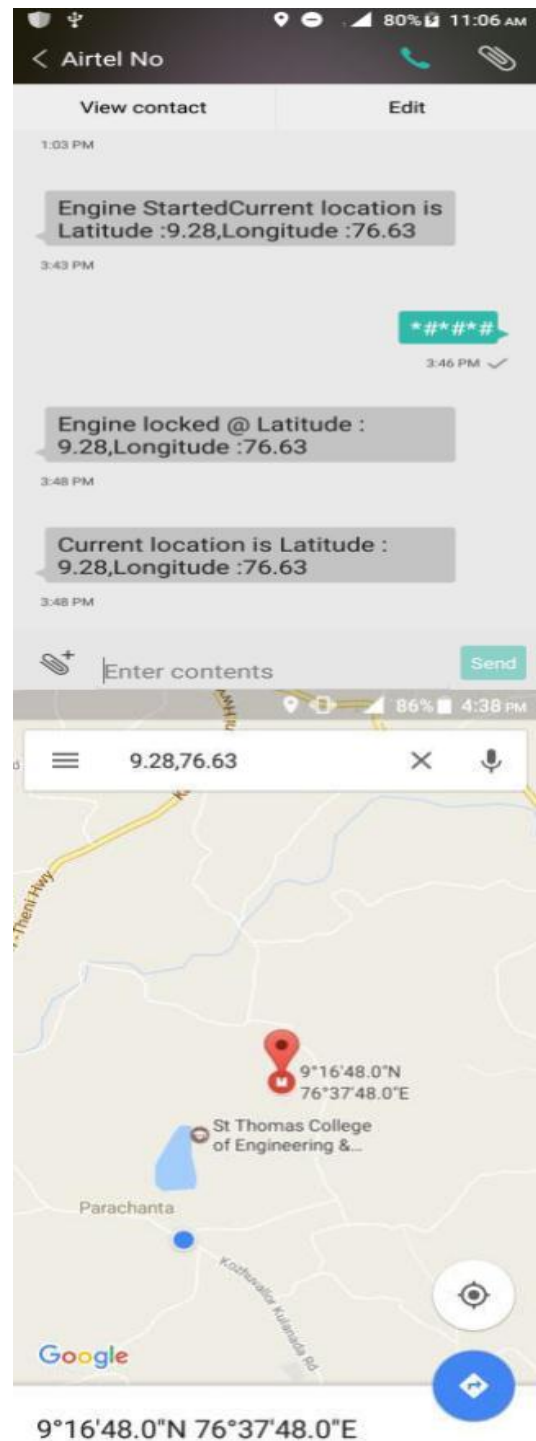 80% 11:06 AM
Airtel No
View contact
Edit
1:03 PM
Engine StartedCurrent location is
Latitude :9.28,Longitude :76.63
3:43 PM
*#*#*#
3:46 PM
Engine locked @ Latitude :
9.28,Longitude :76.63
3:48 PM
Current location is Latitude :
9.28,Longitude :76.63
3:48 PM
Enter contents
Send
86% 4:38 PM
9.28,76.63
-Theni Hwy
9°16'48.0"N
76°37'48.0"E
St Thomas College
of Engineering &...
Parachanta
Kozhuvallor Kulanada Rd
Google
9°16'48.0"N 76°37'48.0"E